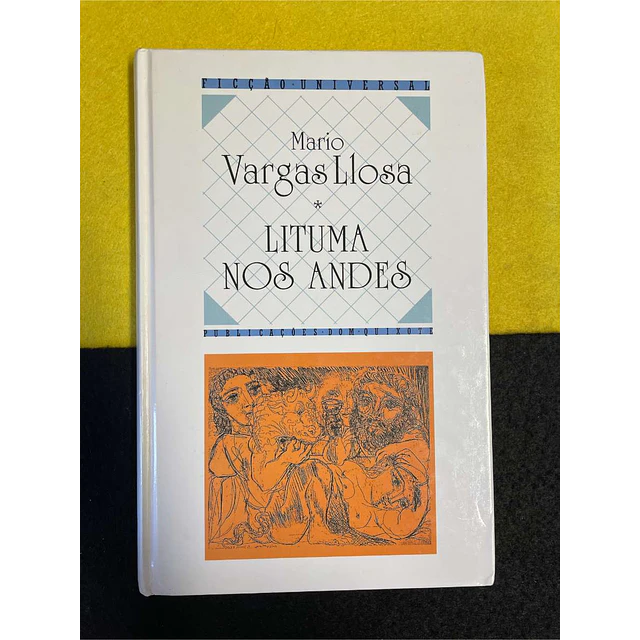 FICÇÃO·UNIVERSAL
Mario
Vargas Llosa
*
LITUMA
NOS ANDES
PUBLICAÇÕES·DOM·QUIXOTE